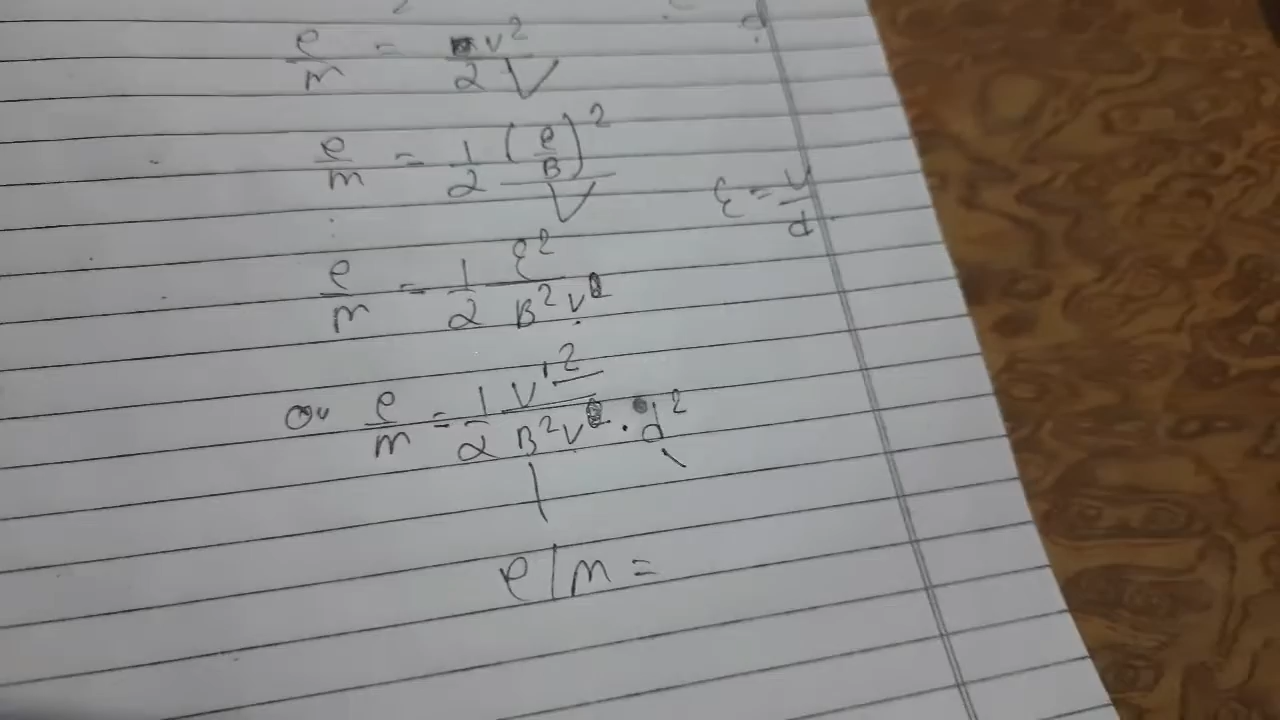 e/m = v²/2V
e/m = 1/2 (e/B)²/V
ε = V/d
e/m = 1/2 ε²/B²V
or e/m = 1/2 V'²/B²V . d²
e/m =